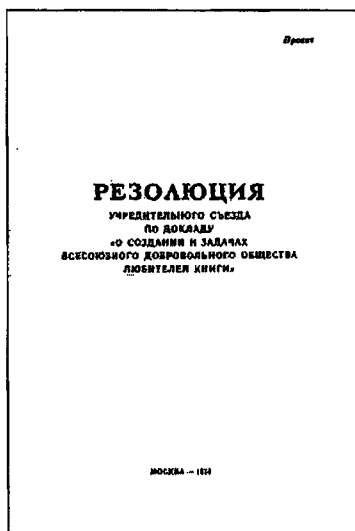 Проект
РЕЗОЛЮЦИЯ
УЧРЕДИТЕЛЬНОГО СЪЕЗДА
ПО ДОКЛАДУ
«О СОЗДАНИИ И ЗАДАЧАХ
ВСЕСОЮЗНОГО ДОБРОВОЛЬНОГО ОБЩЕСТВА
ЛЮБИТЕЛЕЙ КНИГИ»
МОСКВА —